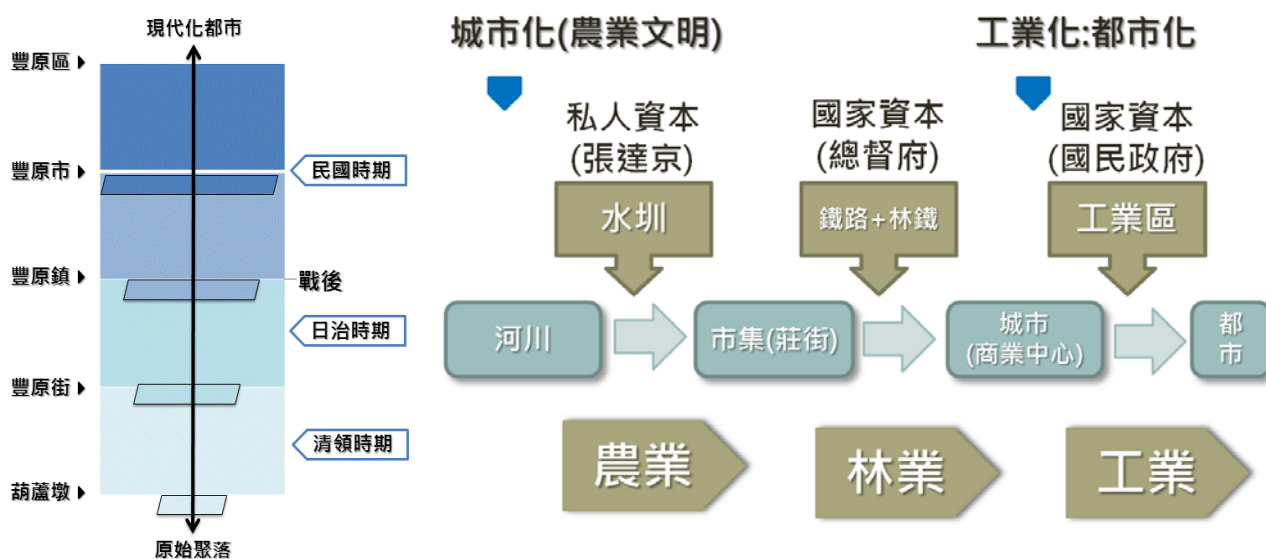 現代化都市
豐原區
豐原市
民國時期
豐原鎮
戰後
日治時期
豐原街
清領時期
葫蘆墩
原始聚落
城市化(農業文明)
工業化:都市化
私人資本
(張達京)
國家資本
(總督府)
國家資本
(國民政府)
水圳
鐵路+林鐵
工業區
河川
市集(莊街)
城市
(商業中心)
都
市
農業
林業
工業